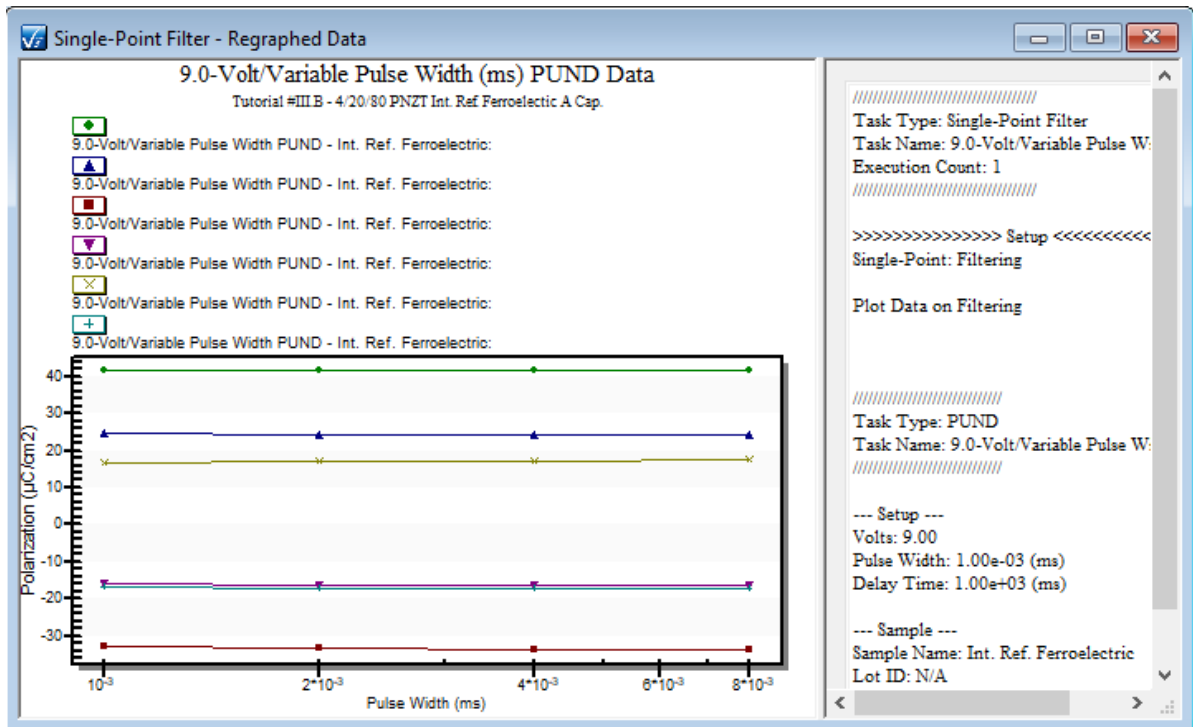 Single-Point Filter - Regraphed Data
9.0-Volt/Variable Pulse Width (ms) PUND Data
Tutorial #III.B - 4/20/80 PNZT Int. Ref Ferroelectic A Cap.
9.0-Volt/Variable Pulse Width PUND - Int. Ref. Ferroelectric:
9.0-Volt/Variable Pulse Width PUND - Int. Ref. Ferroelectric:
9.0-Volt/Variable Pulse Width PUND - Int. Ref. Ferroelectric:
9.0-Volt/Variable Pulse Width PUND - Int. Ref. Ferroelectric:
9.0-Volt/Variable Pulse Width PUND - Int. Ref. Ferroelectric:
9.0-Volt/Variable Pulse Width PUND - Int. Ref. Ferroelectric:
Polarization (µC/cm2)
40
30
20
10
0
-10
-20
-30
10-3
2*10-3
4*10-3
6*10-3
8*10-3
Pulse Width (ms)
/////////////////////////////////////
Task Type: Single-Point Filter
Task Name: 9.0-Volt/Variable Pulse W
Execution Count: 1
/////////////////////////////////////
>>>>>>>>>>>>>>> Setup <<<<<<<<<<
Single-Point: Filtering
Plot Data on Filtering
//////////////////////////////
Task Type: PUND
Task Name: 9.0-Volt/Variable Pulse W
//////////////////////////////
--- Setup ---
Volts: 9.00
Pulse Width: 1.00e-03 (ms)
Delay Time: 1.00e+03 (ms)
--- Sample ---
Sample Name: Int. Ref. Ferroelectric
Lot ID: N/A